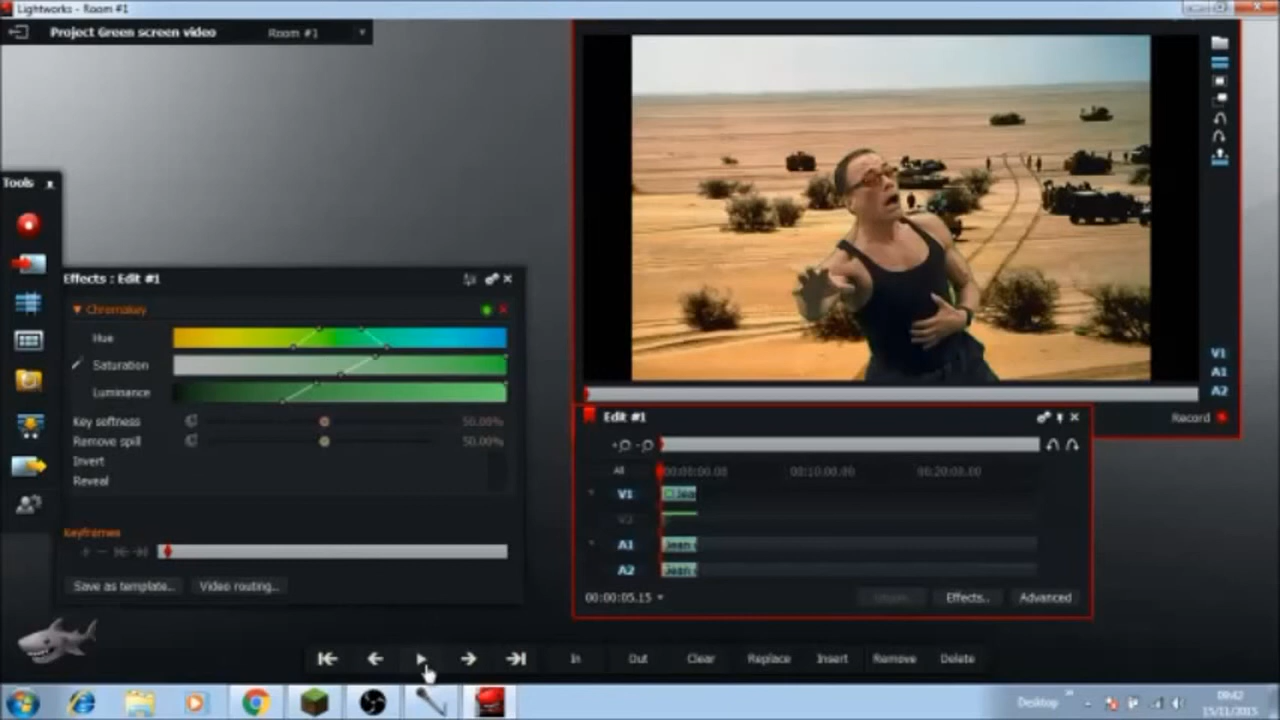 Lightworks - Room #1
Project Green screen video Room #1
Tools
Effects : Edit #1
Chromakey
Hue
Saturation
Luminance
Key softness 50.00%
Remove spill 50.00%
Invert
Reveal
Keyframes
Save as template... Video routing...
V1
A1
A2
Record
Edit #1
All 00:00:00.00 00:10:00.00 00:20:00.00
V1
V2
A1 Jean
A2 Jean
00:00:05.15
Effects.. Advanced
In Out Clear Replace Insert Remove Delete
Desktop
09:42
15/11/2015